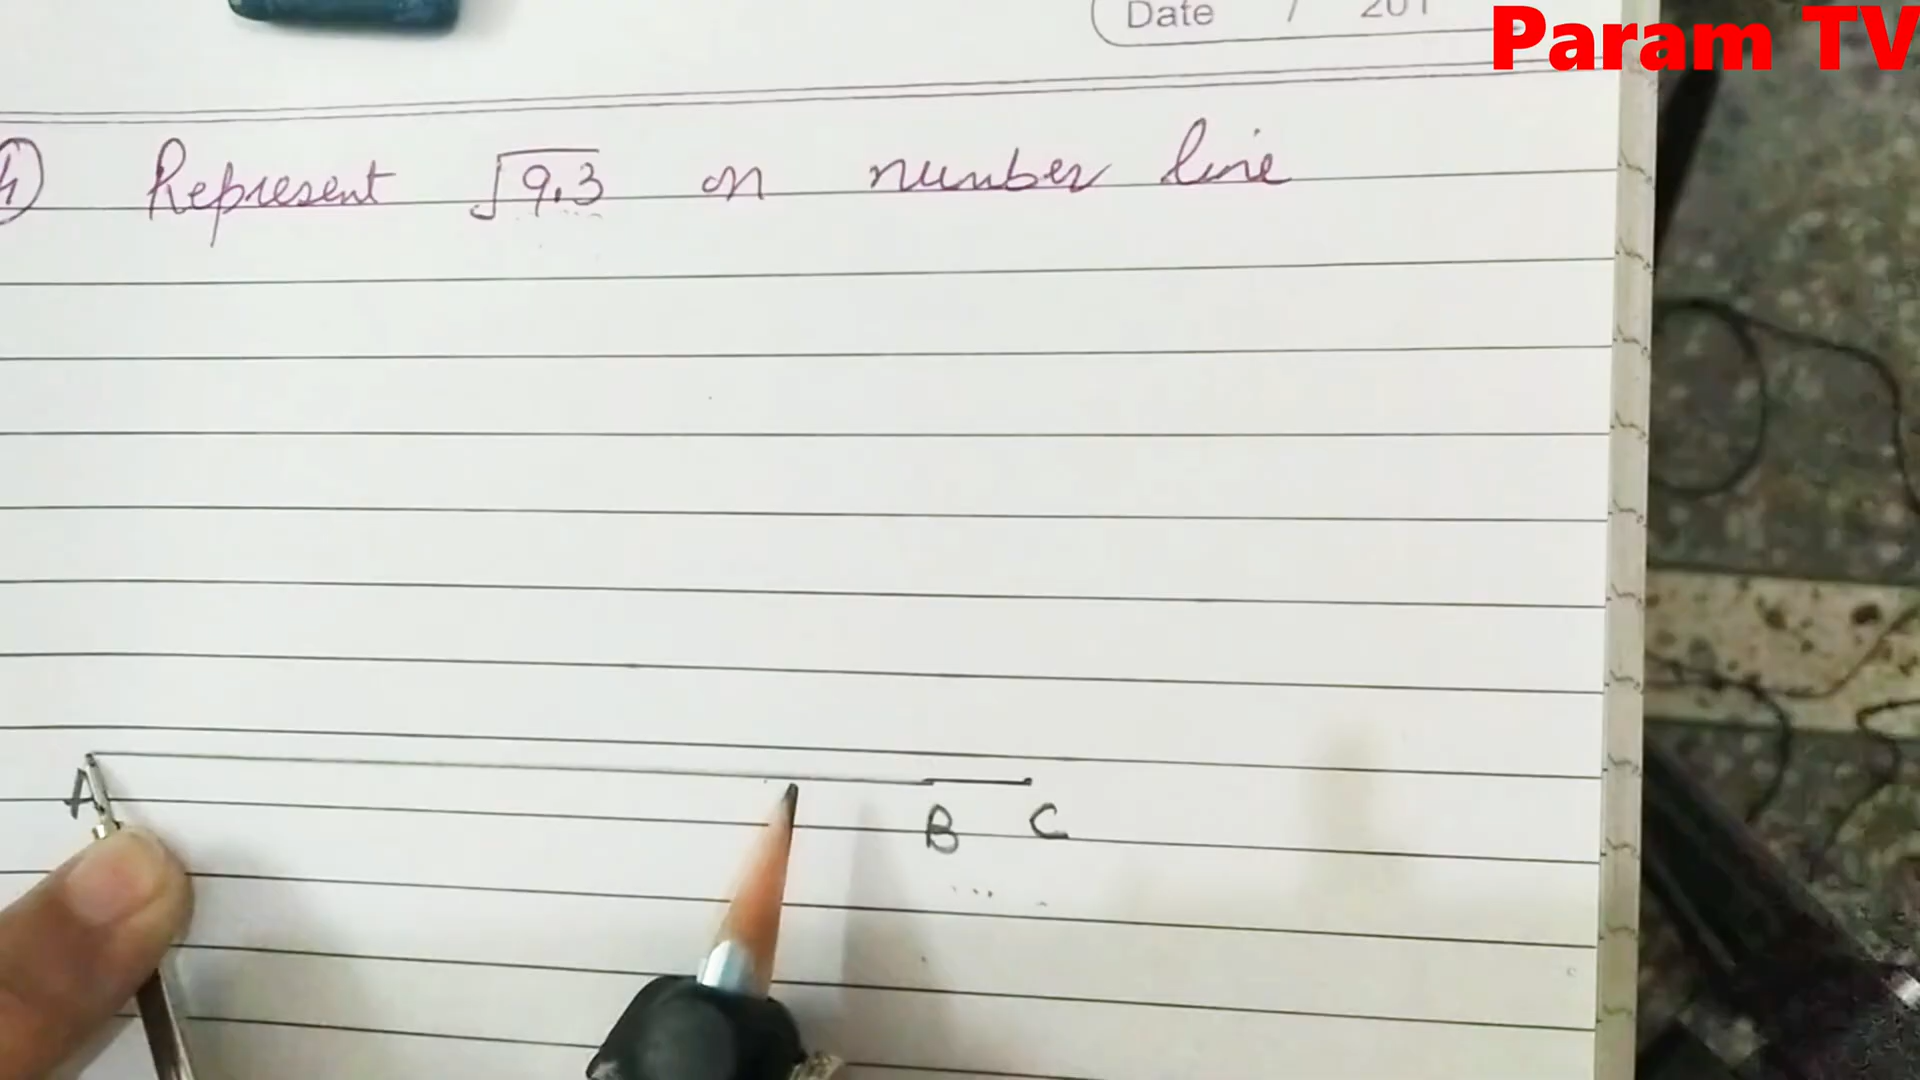 Date / 201
Param TV
4) Represent √9.3 on number line
A
B C